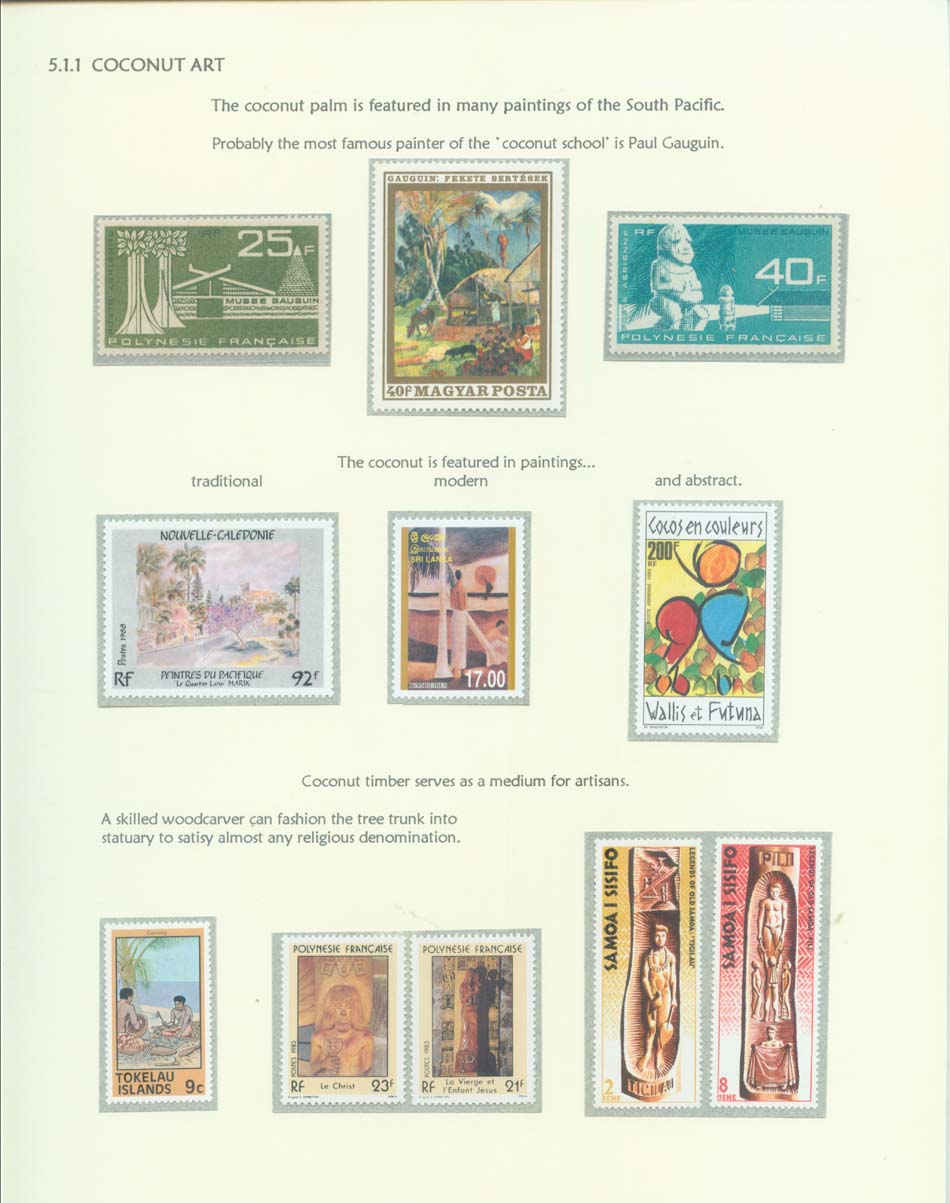 5.1.1 COCONUT ART
The coconut palm is featured in many paintings of the South Pacific.
Probably the most famous painter of the `coconut school' is Paul Gauguin.
RF
25F
MUSEE GAUGUIN
POLYNESIE FRANÇAISE
GAUGUIN: FEKETE SERTÉSEK
40f MAGYAR POSTA
RF MUSEE GAUGUIN
40F
POLYNESIE FRANÇAISE
The coconut is featured in paintings...
traditional modern and abstract.
NOUVELLE-CALEDONIE
Postes 1988
PEINTRES DU PACIFIQUE
"Le Quartier Latin" MARIK
RF 92F
SRI LANKA
17.00
Cocos en couleurs
200F
RF
Wallis et Futuna
Coconut timber serves as a medium for artisans.
A skilled woodcarver çan fashion the tree trunk into
statuary to satisy almost any religious denomination.
Carving
TOKELAU
ISLANDS 9c
POLYNESIE FRANÇAISE
POSTES 1983
RF Le Christ 23F
POLYNESIE FRANÇAISE
POSTES 1983
RF La Vierge et
l'Enfant Jésus 21F
SAMOA I SISIFO
LEGENDS OF OLD SAMOA: 'TIGILAU'
2
SENE
TIGILAU
PILI
SAMOA I SISIFO
8
SENE